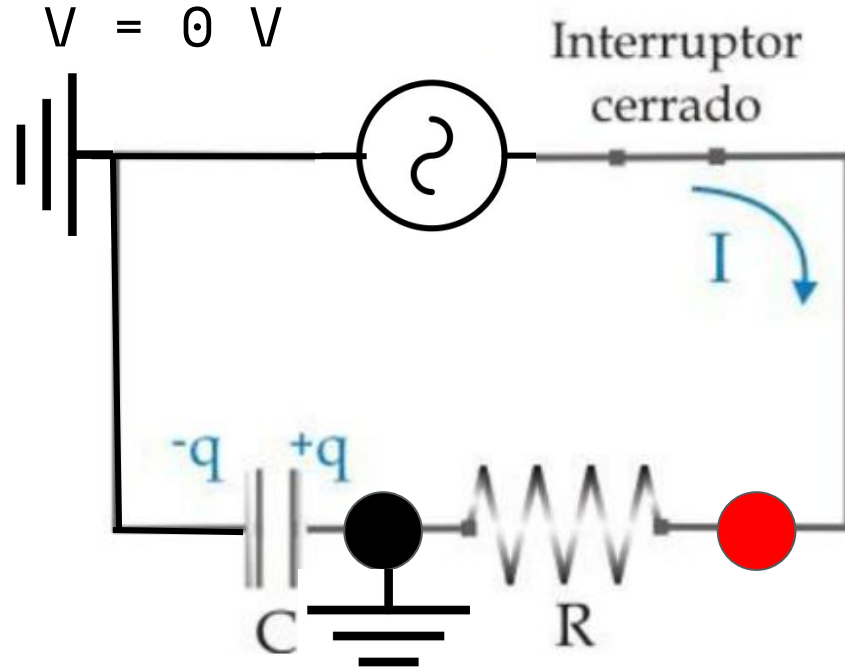 V = 0 V
Interruptor
cerrado
I
-q +q
C
R